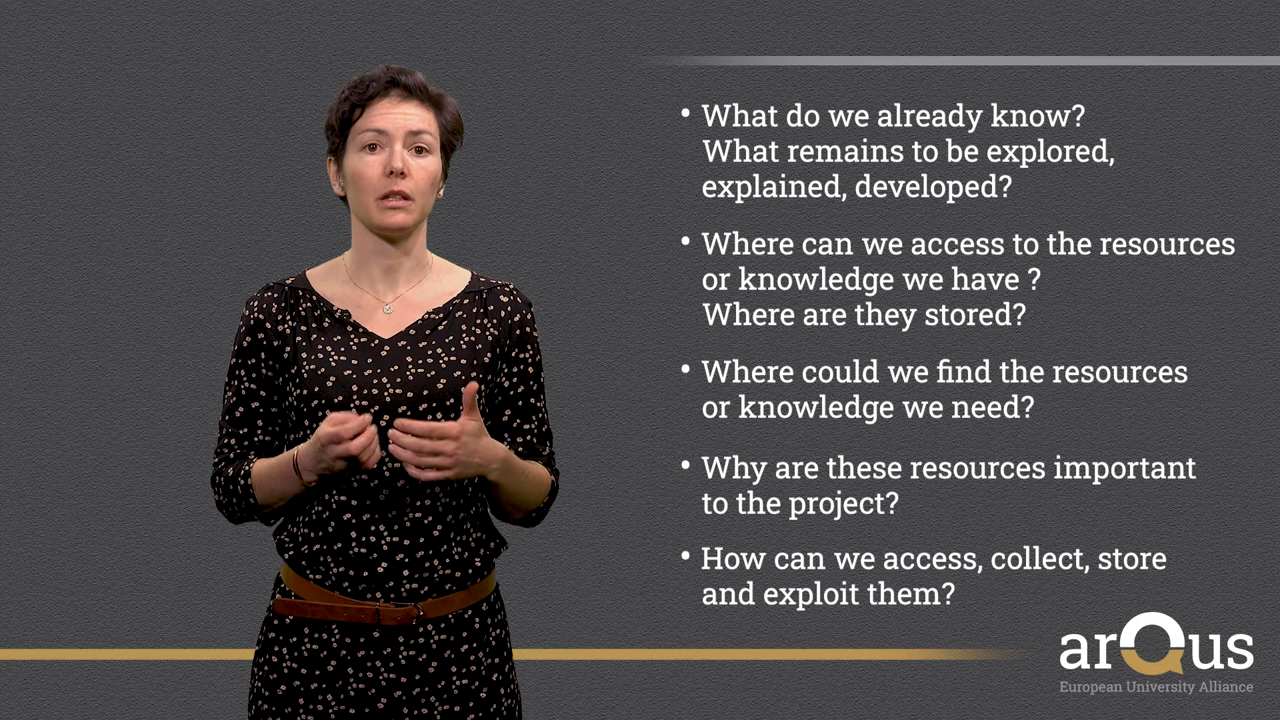 • What do we already know?
What remains to be explored,
explained, developed?
• Where can we access to the resources
or knowledge we have ?
Where are they stored?
• Where could we find the resources
or knowledge we need?
• Why are these resources important
to the project?
• How can we access, collect, store
and exploit them?
arQus
European University Alliance